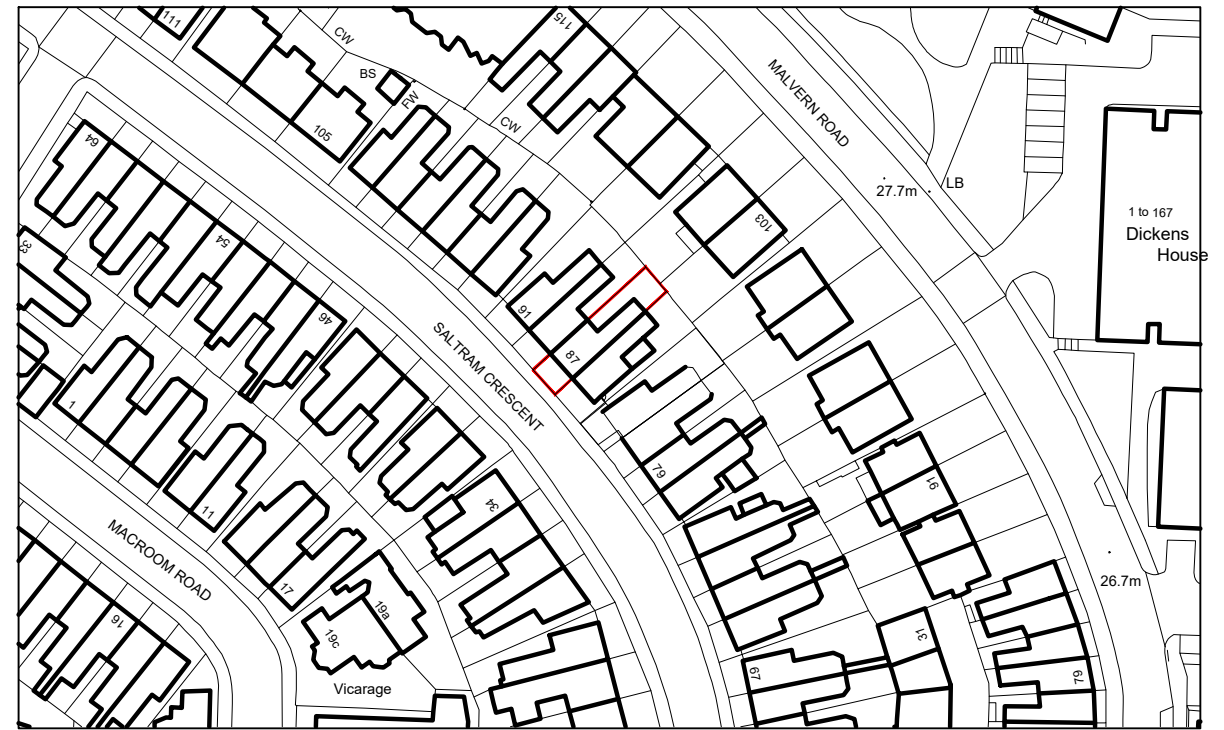 111
CW
115
BS
FW
105
CW
MALVERN ROAD
64
27.7m
LB
1 to 167
Dickens
House
103
54
33
46
91
SALTRAM CRESCENT
87
1
79
91
11
34
MACROOM ROAD
17
26.7m
19a
16
19c
31
67
79
Vicarage